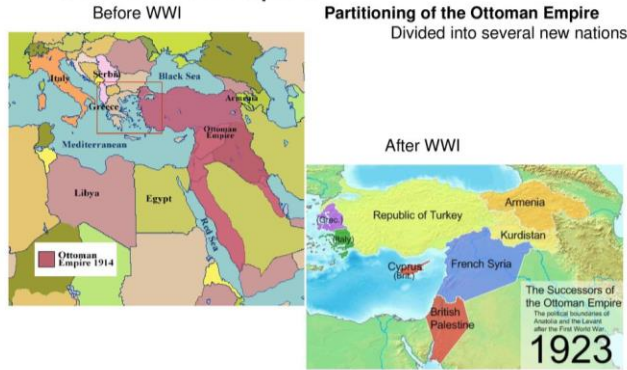 Before WWI
Partitioning of the Ottoman Empire
Divided into several new nations
Italy
Serbia
Black Sea
Greece
Armenia
Ottoman
Empire
Mediterranean
Libya
Egypt
Red Sea
Ottoman
Empire 1914
After WWI
Armenia
Republic of Turkey
(Grec.)
(Italy)
Kurdistan
Cyprus
(Bra.)
French Syria
British
Palestine
The Successors of
the Ottoman Empire
The political boundaries of
Anatolia and the Levant
after the First World War.
1923